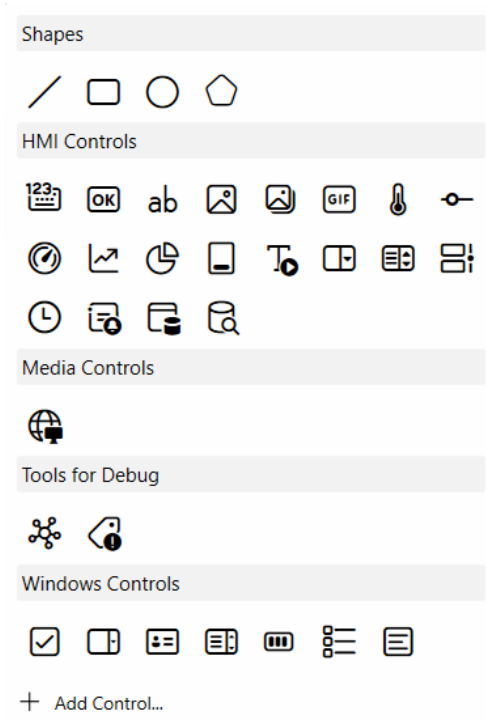 Shapes
HMI Controls
123
OK
ab
GIF
T
Media Controls
Tools for Debug
Windows Controls
Add Control...